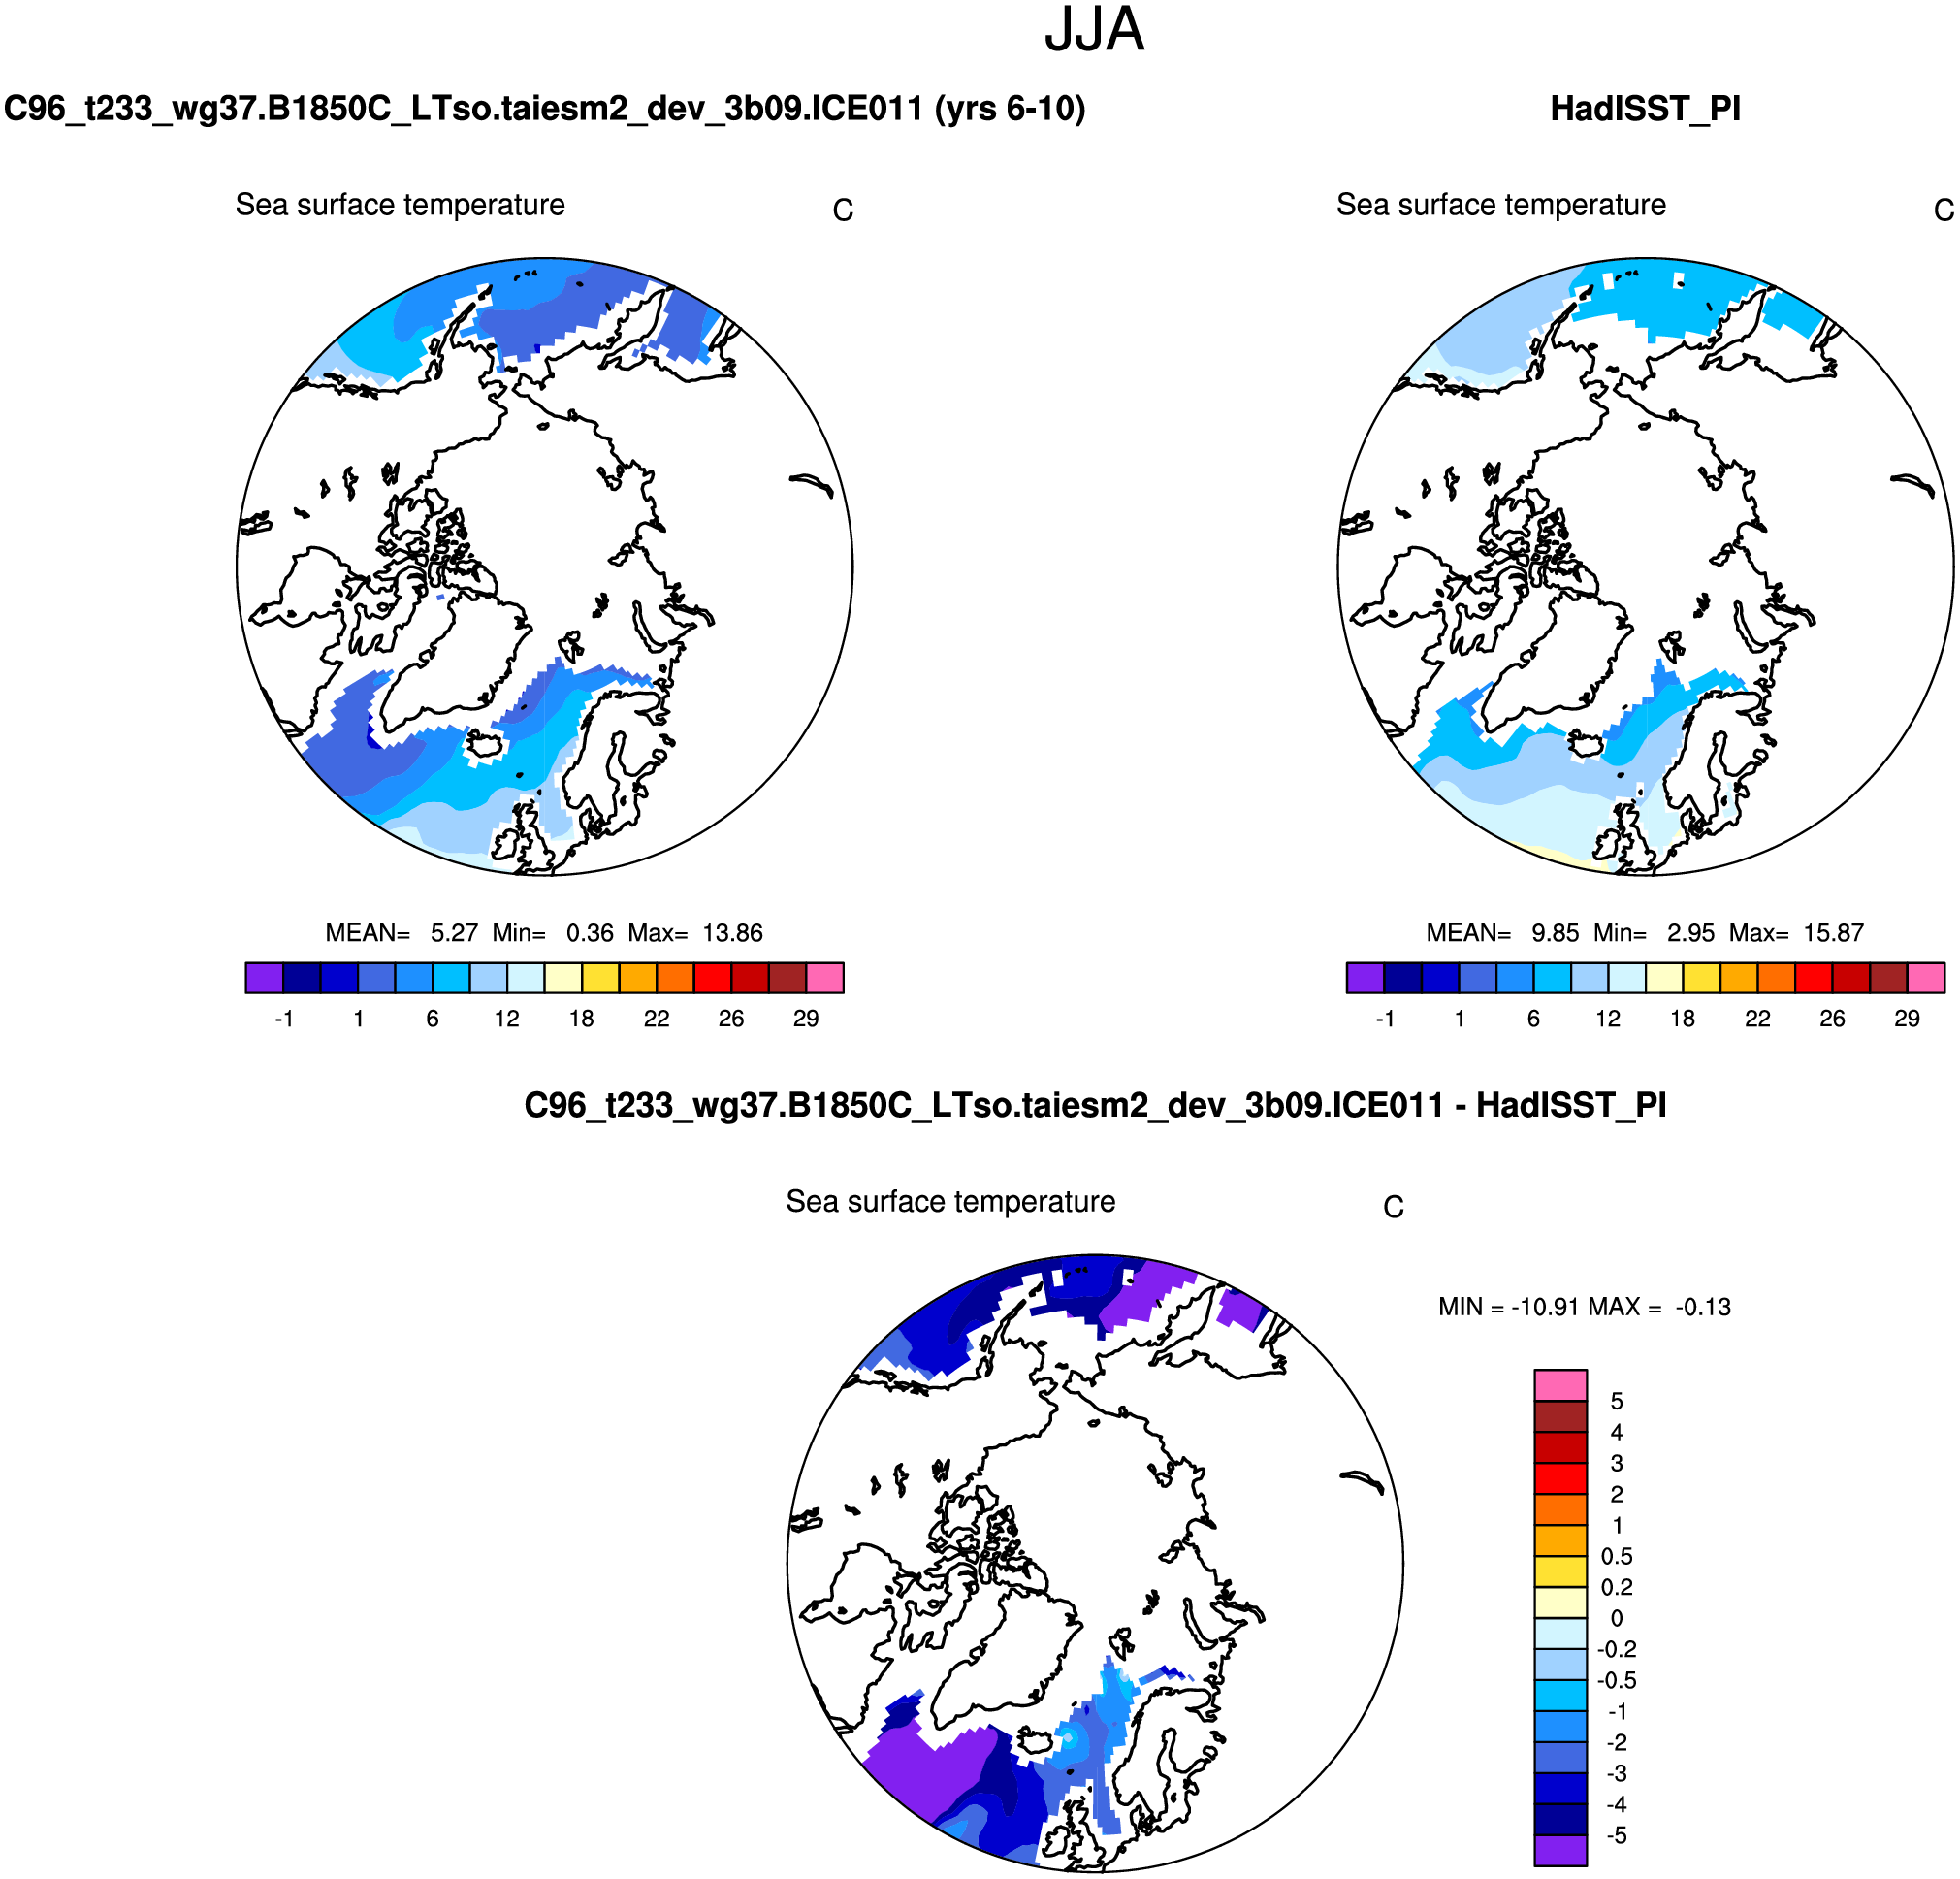 JJA
C96_t233_wg37.B1850C_LTso.taiesm2_dev_3b09.ICE011 (yrs 6-10)
HadISST_PI
Sea surface temperature C
Sea surface temperature C
MEAN= 5.27 Min= 0.36 Max= 13.86
MEAN= 9.85 Min= 2.95 Max= 15.87
-1 1 6 12 18 22 26 29
-1 1 6 12 18 22 26 29
C96_t233_wg37.B1850C_LTso.taiesm2_dev_3b09.ICE011 - HadISST_PI
Sea surface temperature C
MIN = -10.91 MAX = -0.13
5
4
3
2
1
0.5
0.2
0
-0.2
-0.5
-1
-2
-3
-4
-5